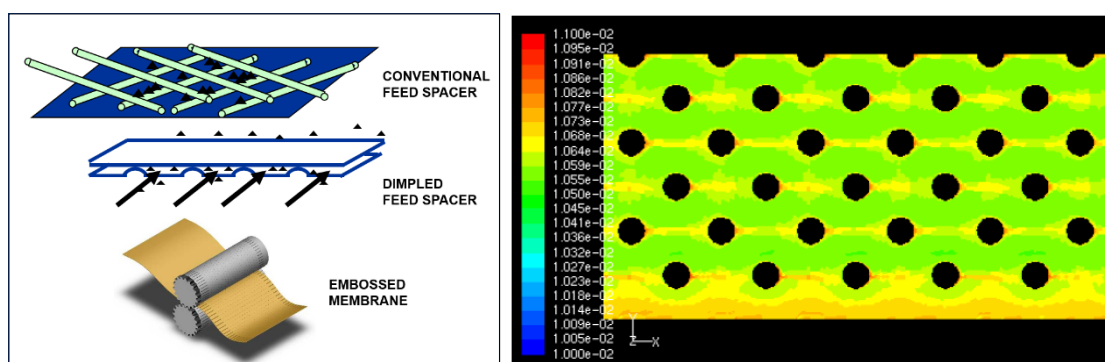 CONVENTIONAL
FEED SPACER
DIMPLED
FEED SPACER
EMBOSSED
MEMBRANE
1.100e-02
1.095e-02
1.091e-02
1.086e-02
1.082e-02
1.077e-02
1.073e-02
1.068e-02
1.064e-02
1.059e-02
1.055e-02
1.050e-02
1.045e-02
1.041e-02
1.036e-02
1.032e-02
1.027e-02
1.023e-02
1.018e-02
1.014e-02
1.009e-02
1.005e-02
1.000e-02
Y
Z X